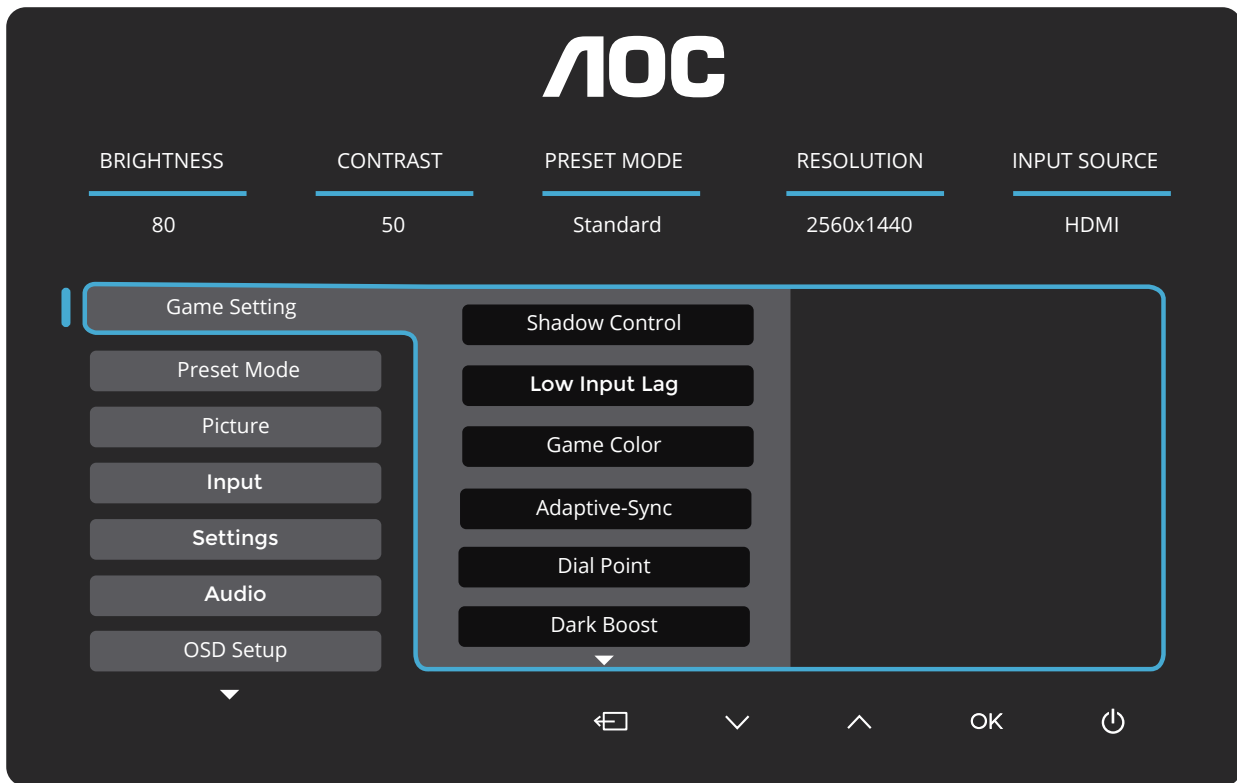 AOC
BRIGHTNESS CONTRAST PRESET MODE RESOLUTION INPUT SOURCE
80 50 Standard 2560x1440 HDMI
Game Setting
Preset Mode
Picture
Input
Settings
Audio
OSD Setup
Shadow Control
Low Input Lag
Game Color
Adaptive-Sync
Dial Point
Dark Boost
OK